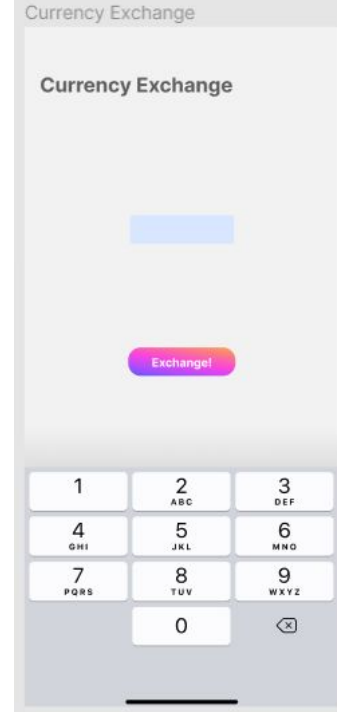 Currency Exchange
Currency Exchange
Exchange!
1 2 3
ABC DEF
4 5 6
GHI JKL MNO
7 8 9
PQRS TUV WXYZ
0